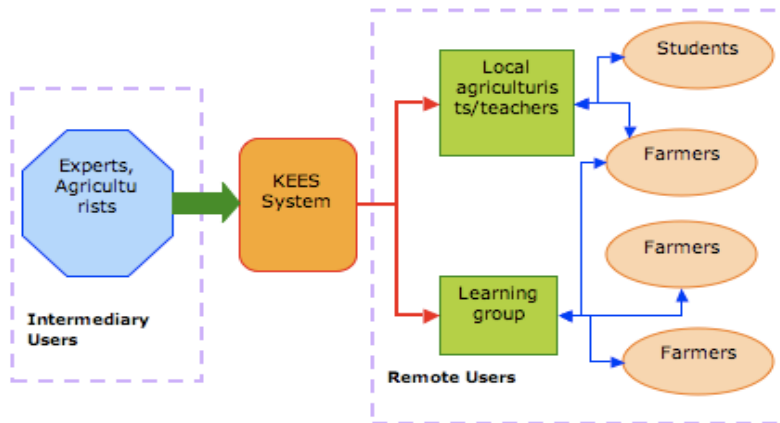 Experts,
Agricultu
rists
Intermediary
Users
KEES
System
Local
agriculturis
ts/teachers
Learning
group
Remote Users
Students
Farmers
Farmers
Farmers